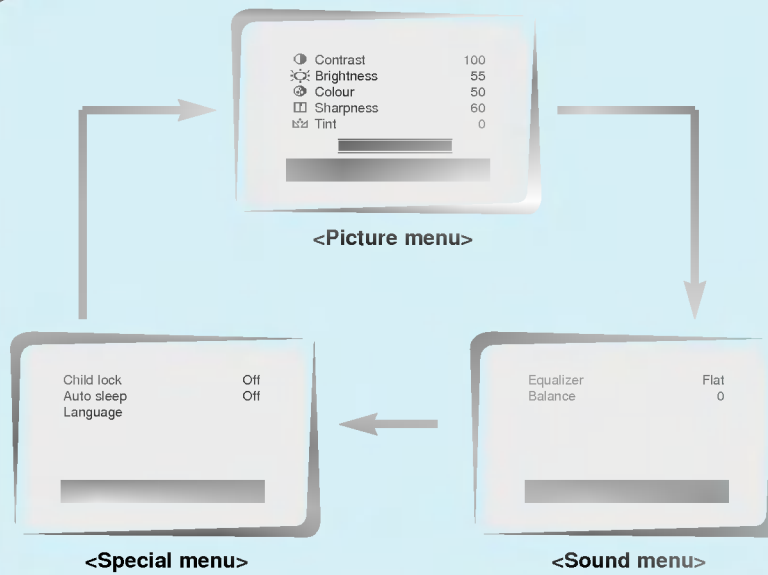 Contrast 100
Brightness 55
Colour 50
Sharpness 60
Tint 0
<Picture menu>
Child lock Off
Auto sleep Off
Language
<Special menu>
Equalizer Flat
Balance 0
<Sound menu>